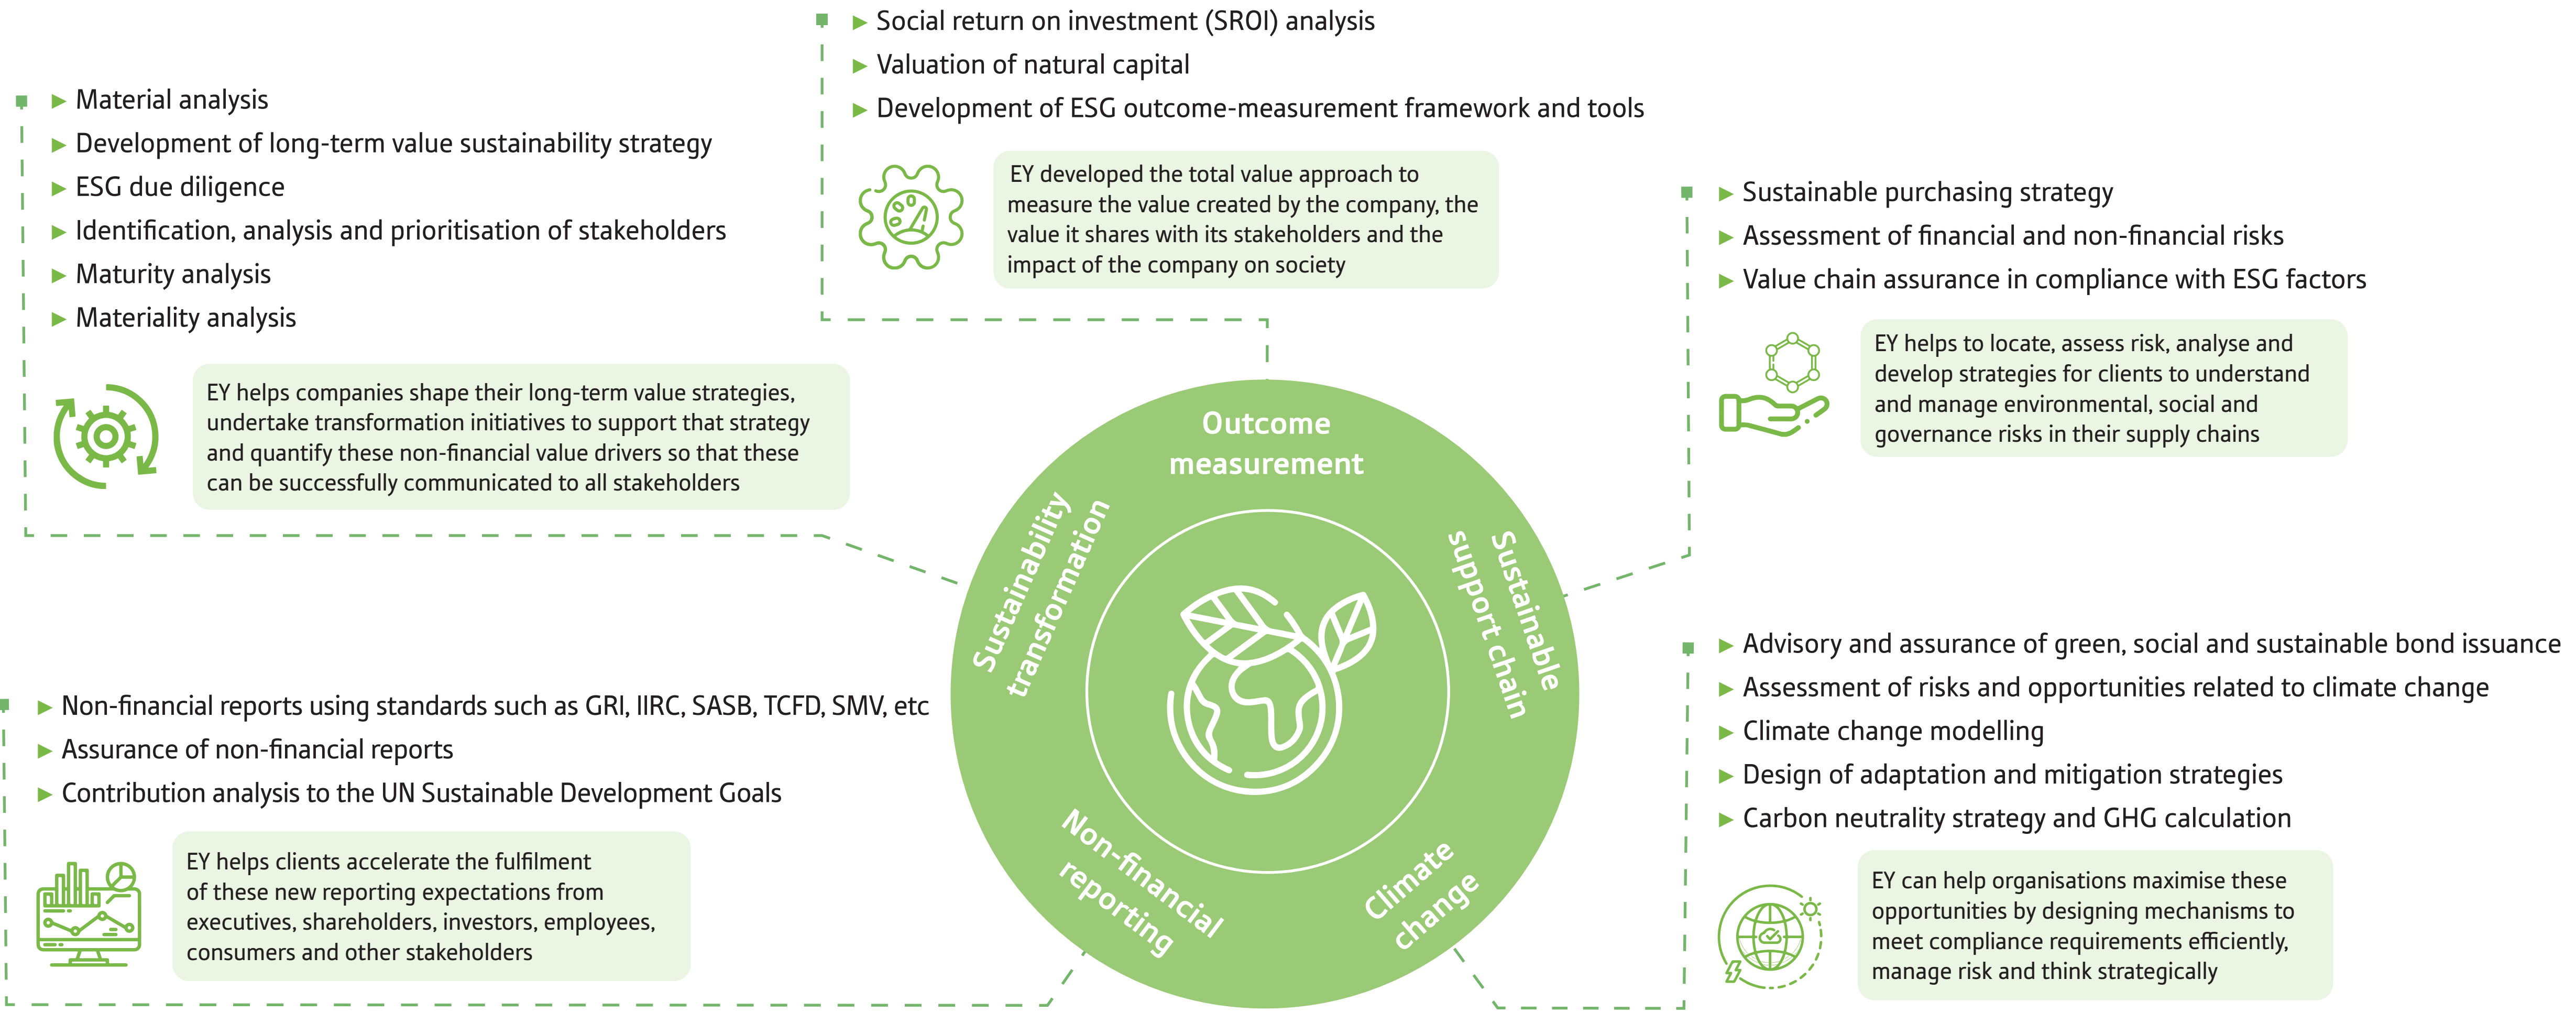 Social return on investment (SROI) analysis
Valuation of natural capital
Development of ESG outcome-measurement framework and tools
EY developed the total value approach to
measure the value created by the company, the
value it shares with its stakeholders and the
impact of the company on society
Material analysis
Development of long-term value sustainability strategy
ESG due diligence
Identification, analysis and prioritisation of stakeholders
Maturity analysis
Materiality analysis
EY helps companies shape their long-term value strategies,
undertake transformation initiatives to support that strategy
and quantify these non-financial value drivers so that these
can be successfully communicated to all stakeholders
Sustainable purchasing strategy
Assessment of financial and non-financial risks
Value chain assurance in compliance with ESG factors
EY helps to locate, assess risk, analyse and
develop strategies for clients to understand
and manage environmental, social and
governance risks in their supply chains
Outcome
measurement
Sustainability
transformation
Sustainable
support chain
Non-financial
reporting
Climate
change
Non-financial reports using standards such as GRI, IIRC, SASB, TCFD, SMV, etc
Assurance of non-financial reports
Contribution analysis to the UN Sustainable Development Goals
EY helps clients accelerate the fulfilment
of these new reporting expectations from
executives, shareholders, investors, employees,
consumers and other stakeholders
Advisory and assurance of green, social and sustainable bond issuance
Assessment of risks and opportunities related to climate change
Climate change modelling
Design of adaptation and mitigation strategies
Carbon neutrality strategy and GHG calculation
EY can help organisations maximise these
opportunities by designing mechanisms to
meet compliance requirements efficiently,
manage risk and think strategically